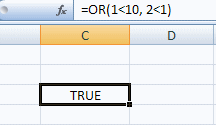 fx =OR(1<10, 2<1)
C D
TRUE